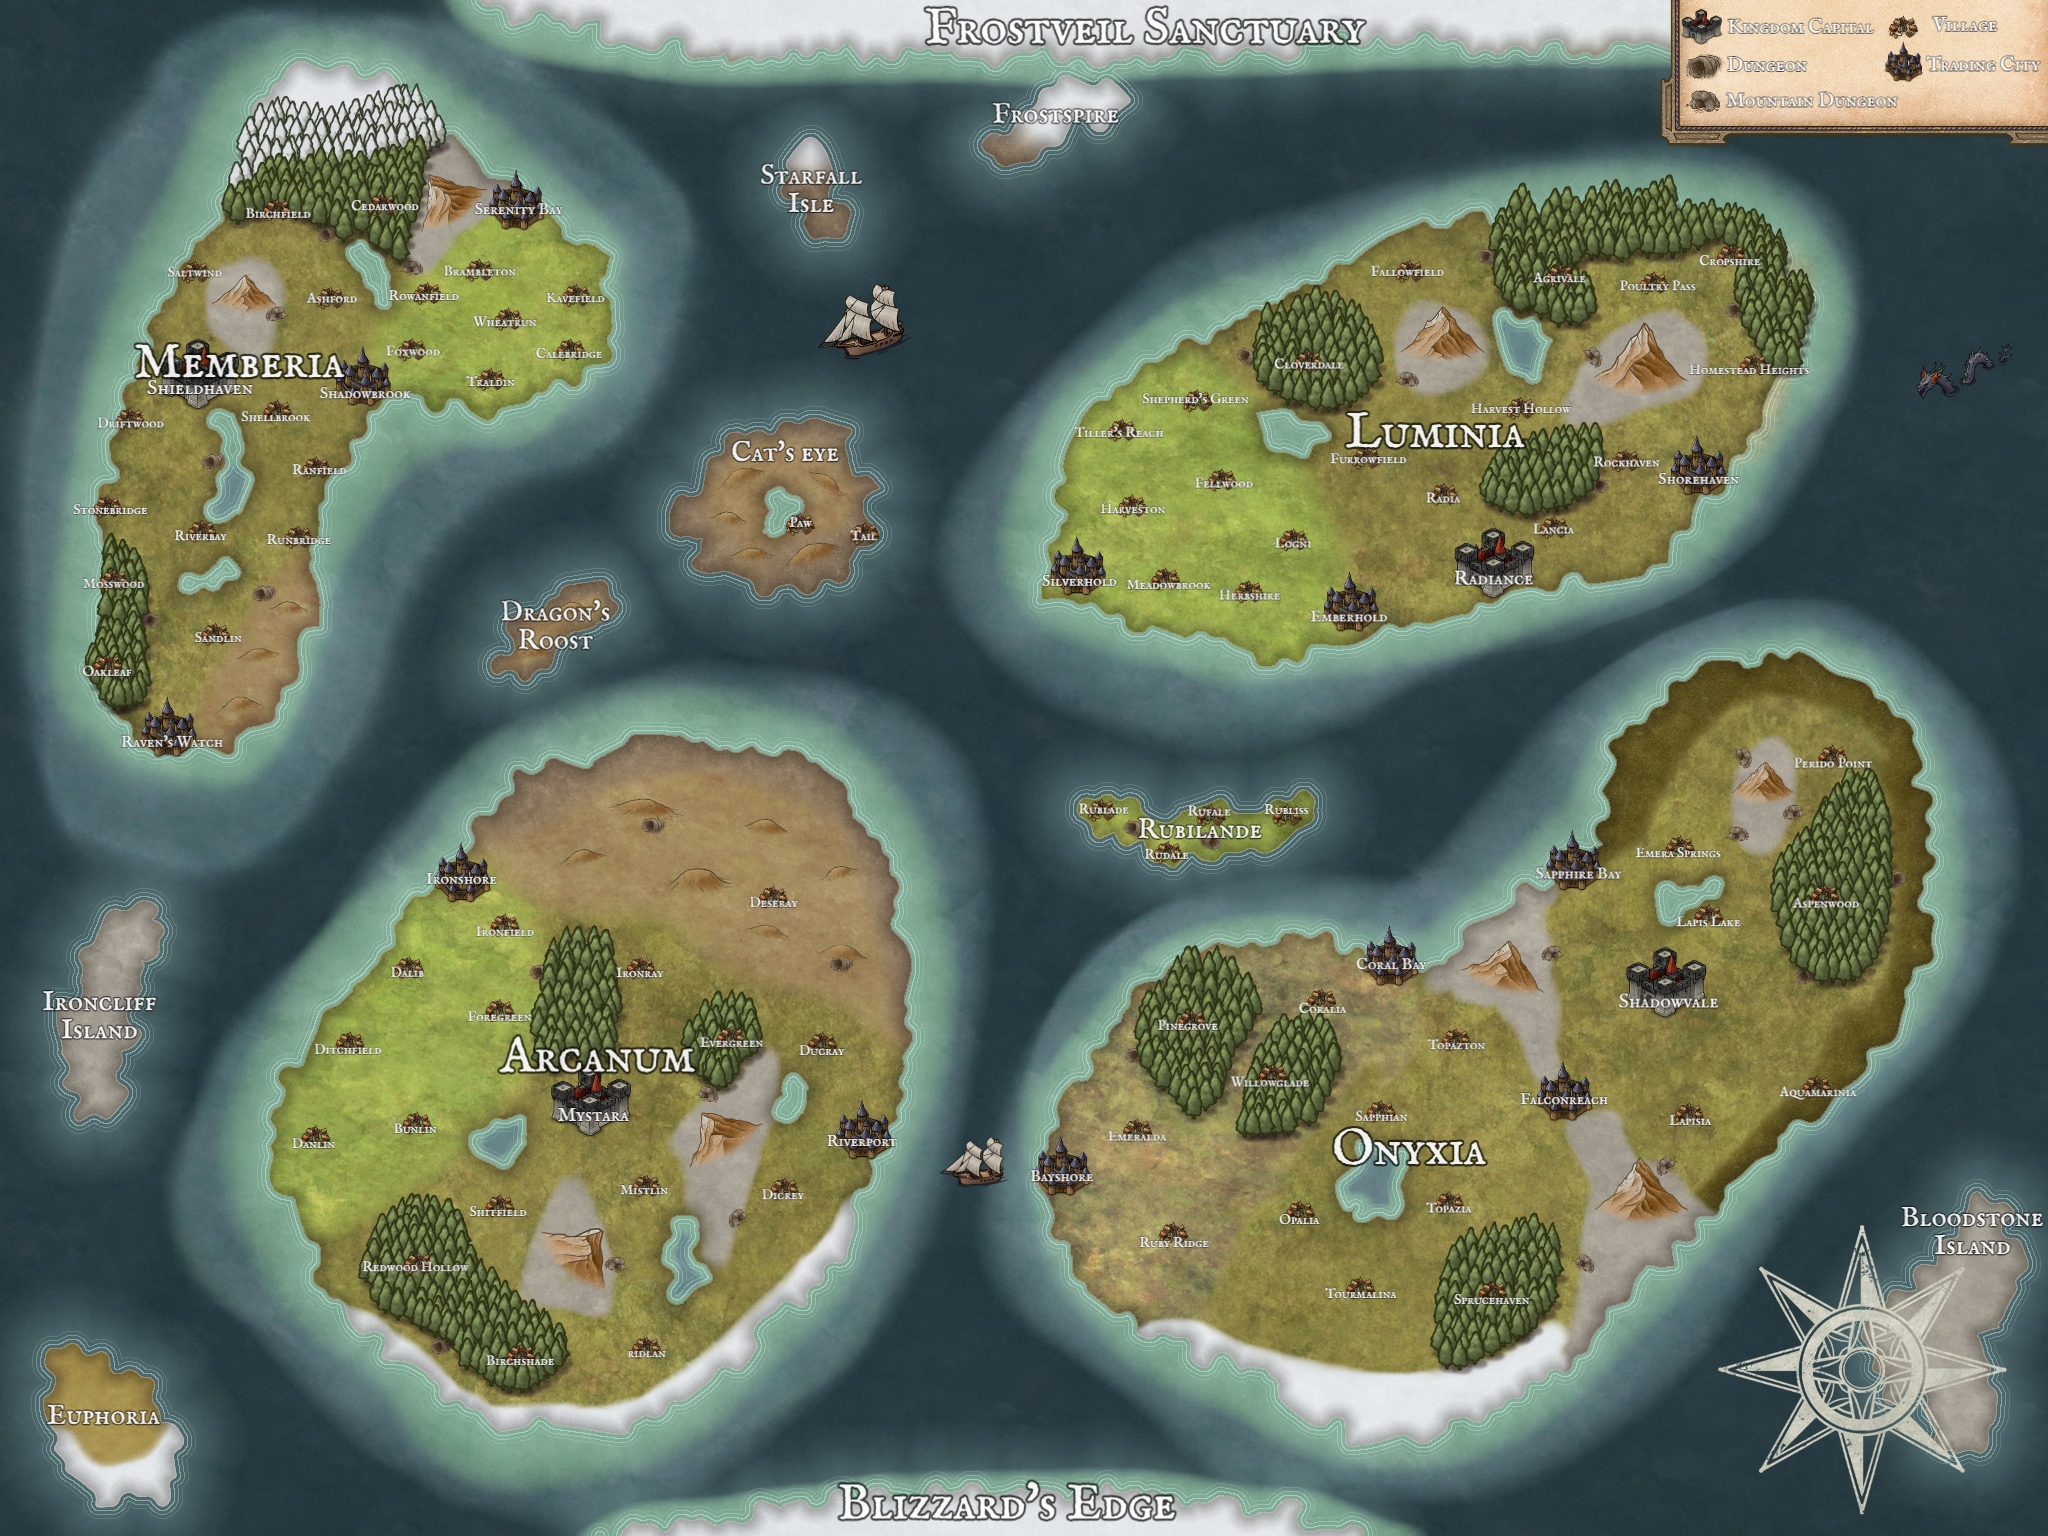 Frostveil Sanctuary
Kingdom Capital
Village
Dungeon
Trading City
Mountain Dungeon
Frostspire
Starfall
Isle
Birchfield
Cedarwood
Serenity Bay
Saltwind
Ashford
Rowanfield
Brambleton
Kavefield
Wheatrun
Foxwood
Calebridge
Traldin
Memberia
Shieldhaven
Shadowbrook
Driftwood
Shellbrook
Ranfield
Stonebridge
Riverbay
Runbridge
Mosswood
Sandlin
Oakleaf
Raven's Watch
Cat's eye
Paw
Tail
Dragon's
Roost
Fallowfield
Agrivale
Poultry Pass
Cropshire
Cloverdale
Homestead Heights
Shepherd's Green
Harvest Hollow
Tiller's Reach
Luminia
Furrowfield
Rockhaven
Shorehaven
Fellwood
Radia
Harveston
Lancia
Logni
Silverhold
Meadowbrook
Herbshire
Radiance
Emberhold
Rublade
Rufale
Rubliss
Rubilande
Rudale
Perido Point
Emera Springs
Sapphire Bay
Aspenwood
Lapis Lake
Coral Bay
Shadowvale
Coralia
Pinegrove
Topazton
Willowglade
Falconreach
Aquamarinia
Sapphian
Lapisia
Emeralda
Onyxia
Bayshore
Topazia
Opalia
Ruby Ridge
Tourmalina
Sprucehaven
Ironshore
Deseray
Ironfield
Dalib
Ironray
Foregreen
Evergreen
Ducray
Ditchfield
Arcanum
Mystara
Bunlin
Danlin
Riverport
Mistlin
Dicrey
Shitfield
Redwood Hollow
Birchshade
ridlan
Ironcliff
Island
Euphoria
Bloodstone
Island
Blizzard's Edge